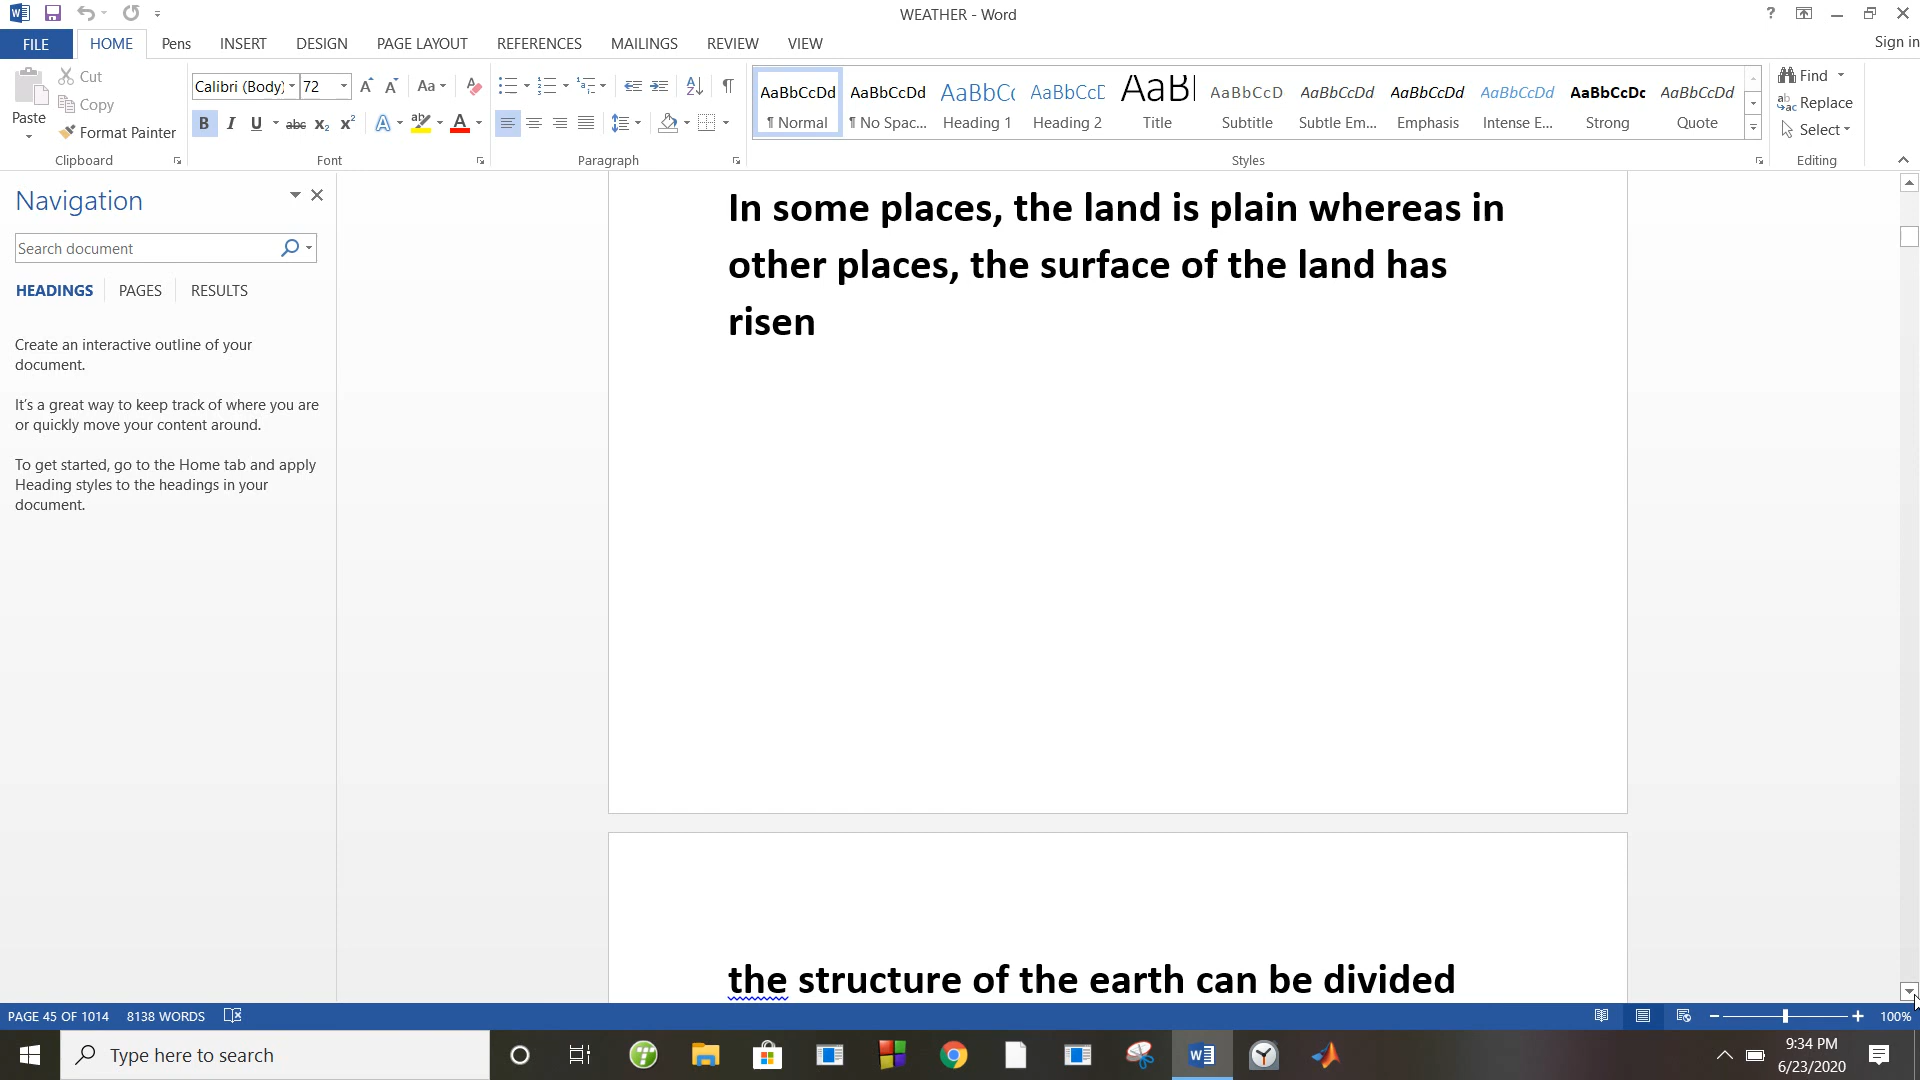 WEATHER - Word
?
FILE HOME Pens INSERT DESIGN PAGE LAYOUT REFERENCES MAILINGS REVIEW VIEW
Sign in
Paste
Cut
Copy
Format Painter
Clipboard
Calibri (Body) 72
Font
Paragraph
AaBbCcDd AaBbCcDd AaBbCc AaBbCcD AaBl AaBbCcD AaBbCcDd AaBbCcDd AaBbCcDd AaBbCcDc AaBbCcDd
¶ Normal ¶ No Spac... Heading 1 Heading 2 Title Subtitle Subtle Em... Emphasis Intense E... Strong Quote
Styles
Find
Replace
Select
Editing
Navigation
Search document
HEADINGS PAGES RESULTS
Create an interactive outline of your
document.
It's a great way to keep track of where you are
or quickly move your content around.
To get started, go to the Home tab and apply
Heading styles to the headings in your
document.
In some places, the land is plain whereas in
other places, the surface of the land has
risen
the structure of the earth can be divided
PAGE 45 OF 1014 8138 WORDS
100%
Type here to search
9:34 PM
6/23/2020